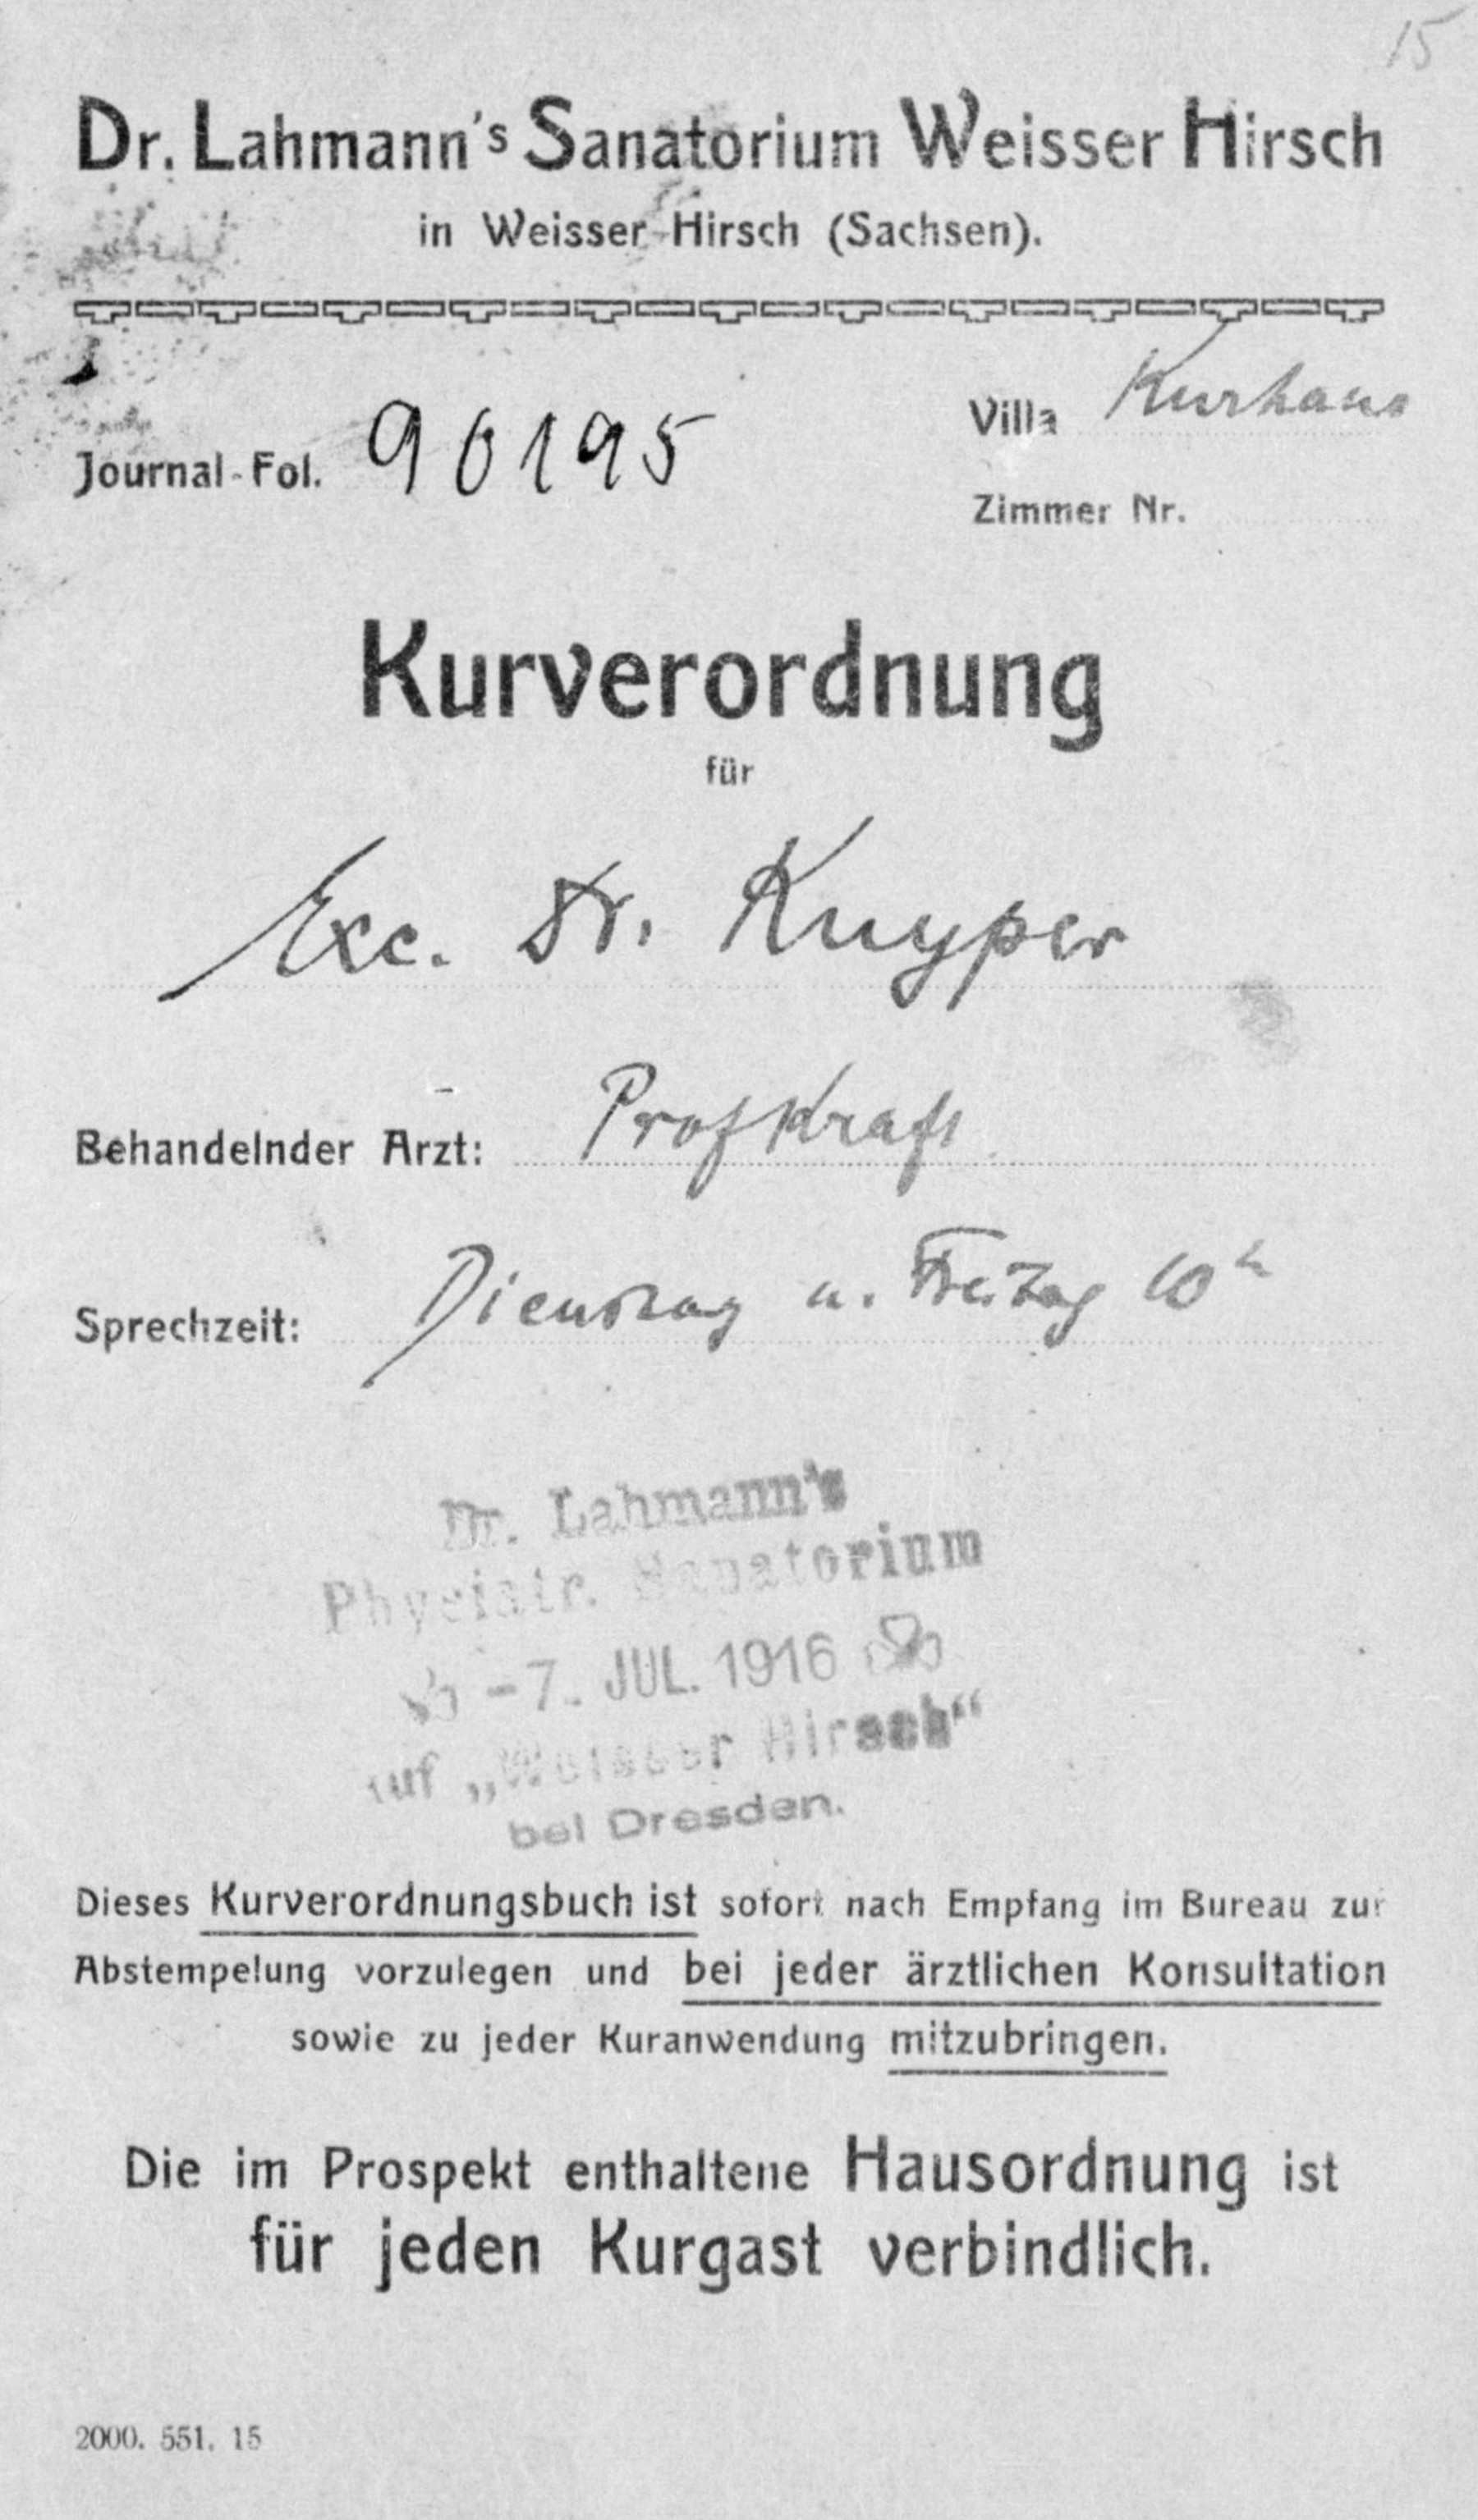 15
Dr. Lahmann's Sanatorium Weisser Hirsch
in Weisser Hirsch (Sachsen).
Villa Kurhaus
Journal-Fol. 90195
Zimmer Nr.
Kurverordnung
für
Exc. Dr. Kuyper
Behandelnder Arzt: Prof Kraft
Sprechzeit: Dienstag u. Freitag 10h
Dr. Lahmann's
Physiatr. Sanatorium
-7. JUL. 1916
auf „Weisser Hirsch“
bei Dresden.
Dieses Kurverordnungsbuch ist sofort nach Empfang im Bureau zur
Abstempelung vorzulegen und bei jeder ärztlichen Konsultation
sowie zu jeder Kuranwendung mitzubringen.
Die im Prospekt enthaltene Hausordnung ist
für jeden Kurgast verbindlich.
2000. 551. 15